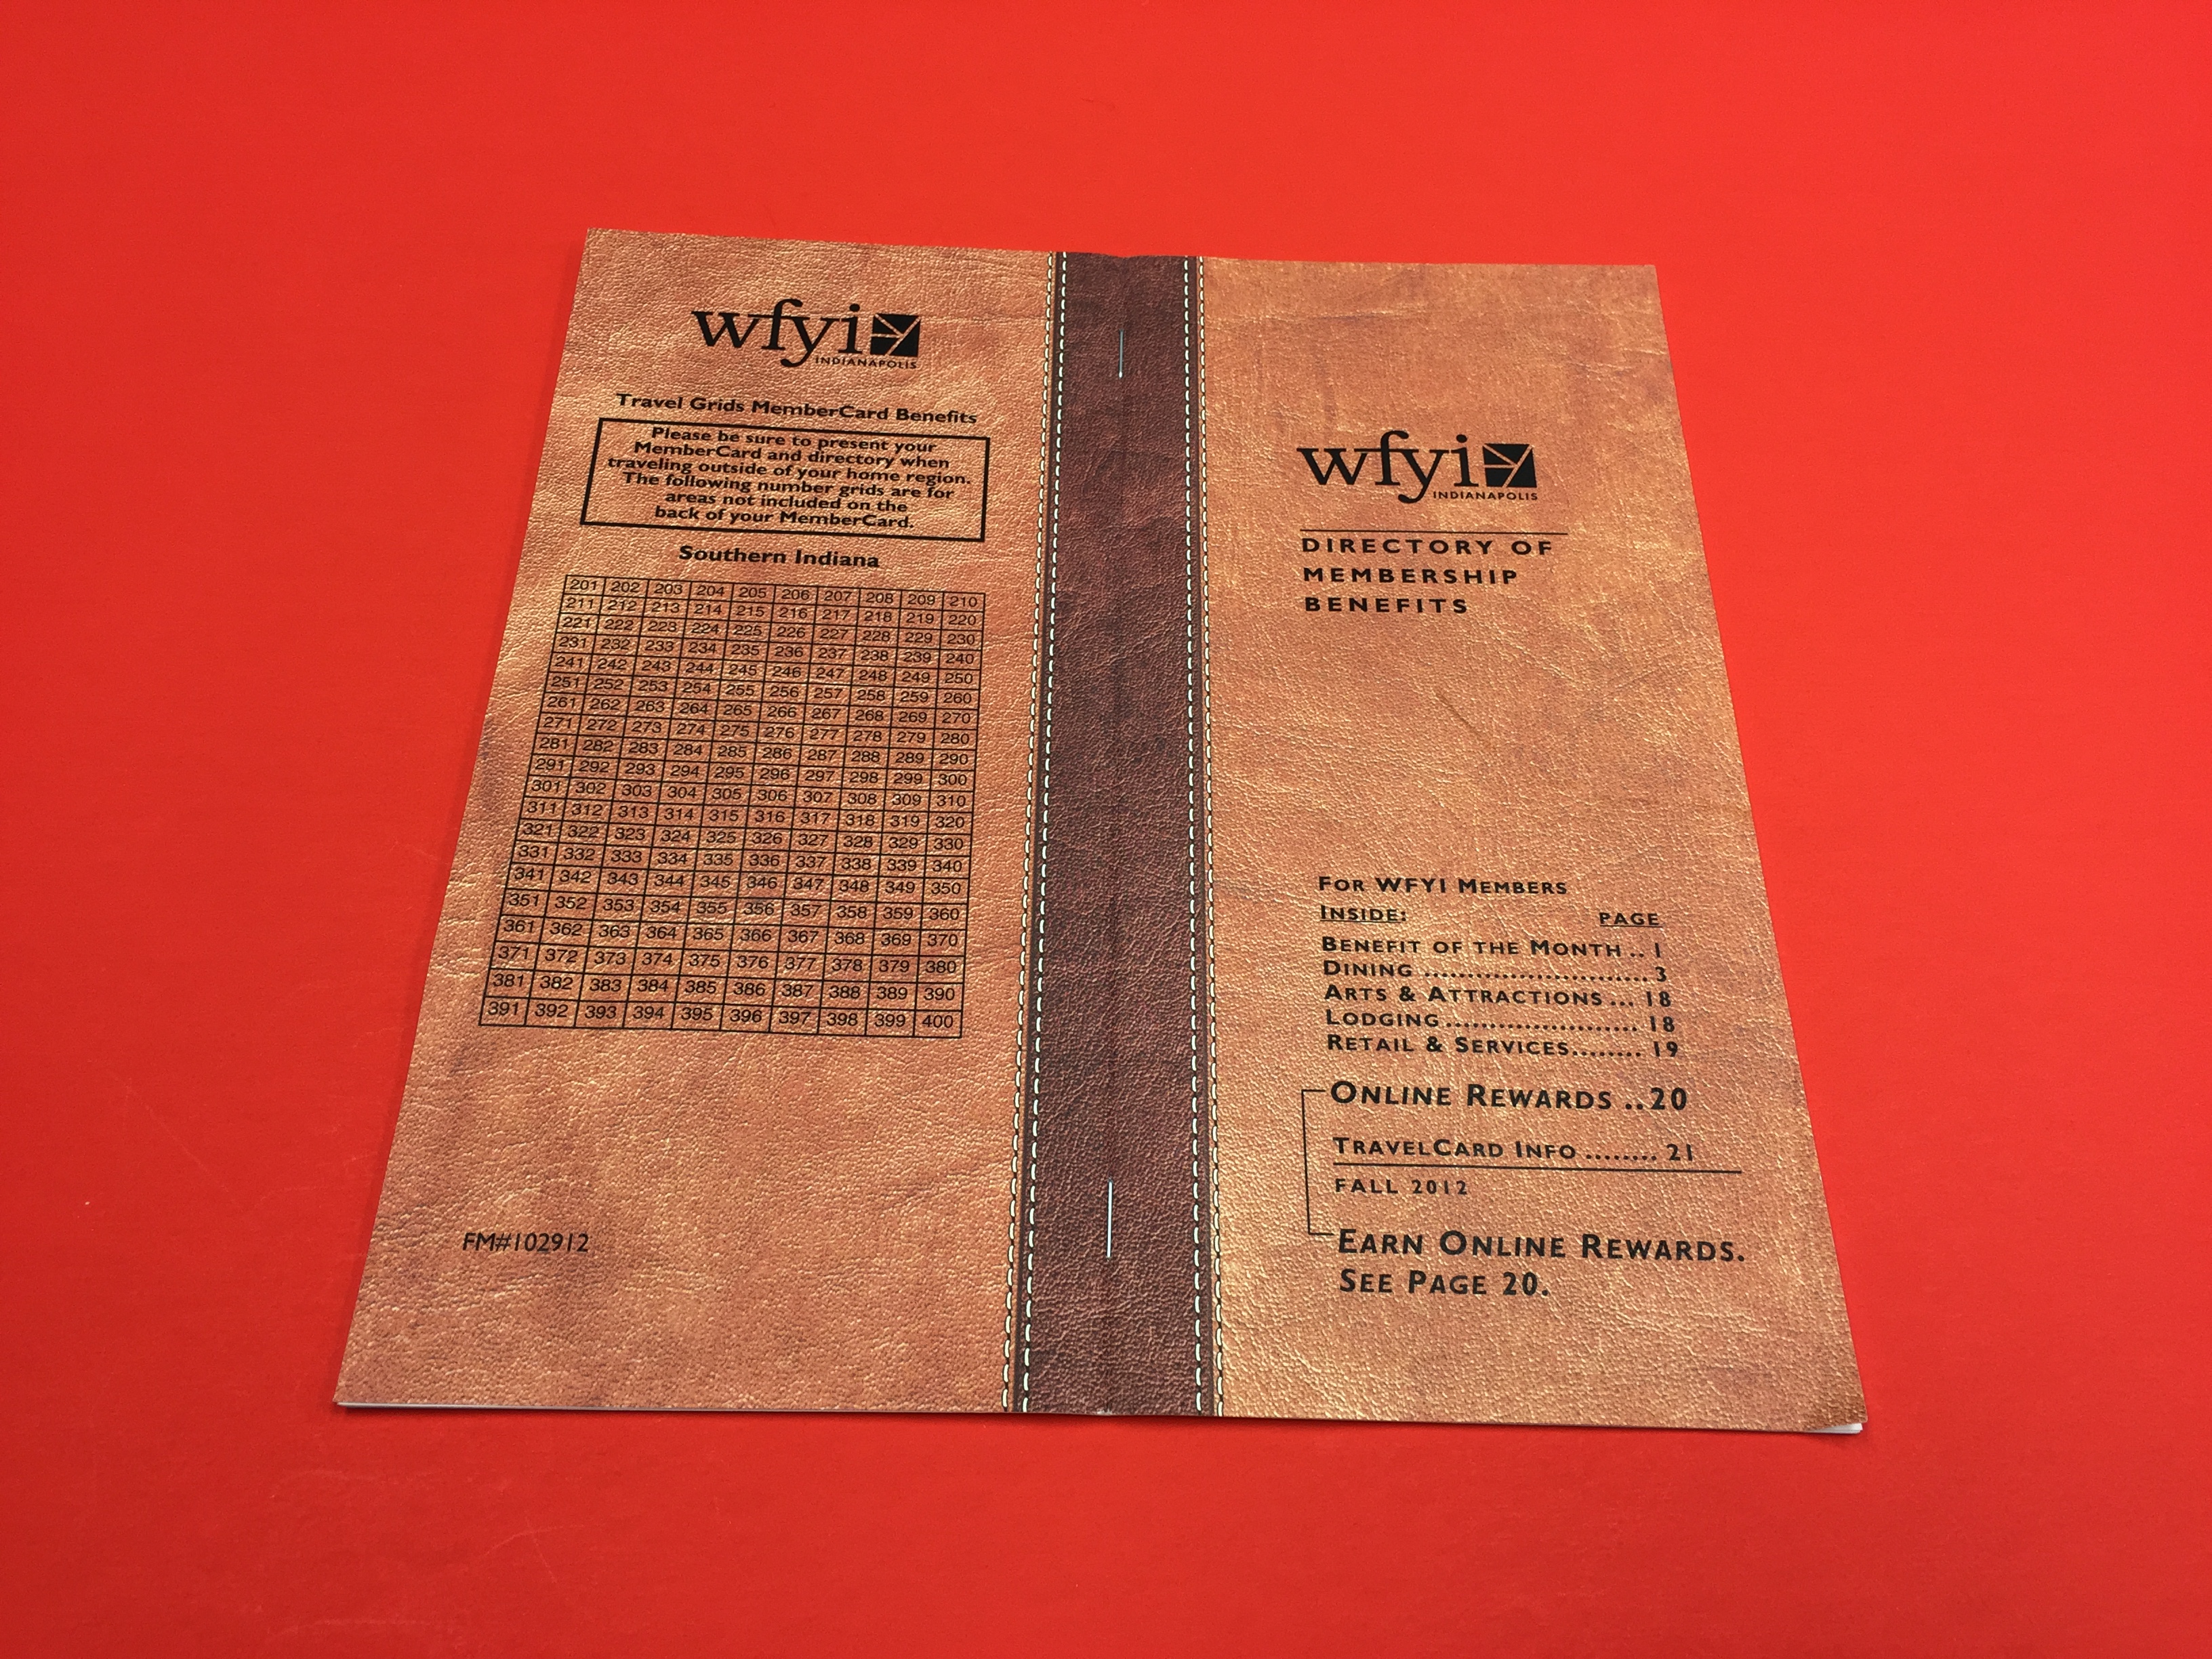 wfyi
INDIANAPOLIS
Travel Grids MemberCard Benefits
Please be sure to present your
MemberCard and directory when
traveling outside of your home region.
The following number grids are for
areas not included on the
back of your MemberCard.
Southern Indiana
201 202 203 204 205 206 207 208 209 210
211 212 213 214 215 216 217 218 219 220
221 222 223 224 225 226 227 228 229 230
231 232 233 234 235 236 237 238 239 240
241 242 243 244 245 246 247 248 249 250
251 252 253 254 255 256 257 258 259 260
261 262 263 264 265 266 267 268 269 270
271 272 273 274 275 276 277 278 279 280
281 282 283 284 285 286 287 288 289 290
291 292 293 294 295 296 297 298 299 300
301 302 303 304 305 306 307 308 309 310
311 312 313 314 315 316 317 318 319 320
321 322 323 324 325 326 327 328 329 330
331 332 333 334 335 336 337 338 339 340
341 342 343 344 345 346 347 348 349 350
351 352 353 354 355 356 357 358 359 360
361 362 363 364 365 366 367 368 369 370
371 372 373 374 375 376 377 378 379 380
381 382 383 384 385 386 387 388 389 390
391 392 393 394 395 396 397 398 399 400
FM#102912
wfyi
INDIANAPOLIS
DIRECTORY OF
MEMBERSHIP
BENEFITS
FOR WFYI MEMBERS
INSIDE: PAGE
BENEFIT OF THE MONTH .. 1
DINING ........................... 3
ARTS & ATTRACTIONS ... 18
LODGING ....................... 18
RETAIL & SERVICES........ 19
ONLINE REWARDS ..20
TRAVELCARD INFO ........ 21
FALL 2012
EARN ONLINE REWARDS.
SEE PAGE 20.